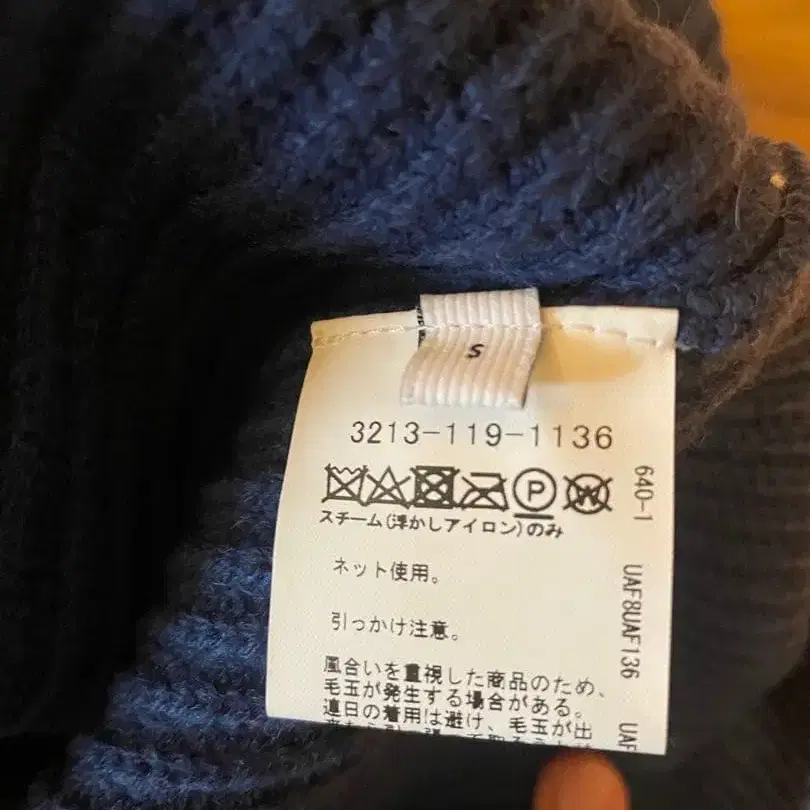 S
3213-119-1136
P W
スチーム(浮かしアイロン)のみ
ネット使用。
引っかけ注意。
風合いを重視した商品のため、
毛玉が発生する場合がある。
連日の着用は避け、毛玉が出
640-1
UAF8UAF136
UAF